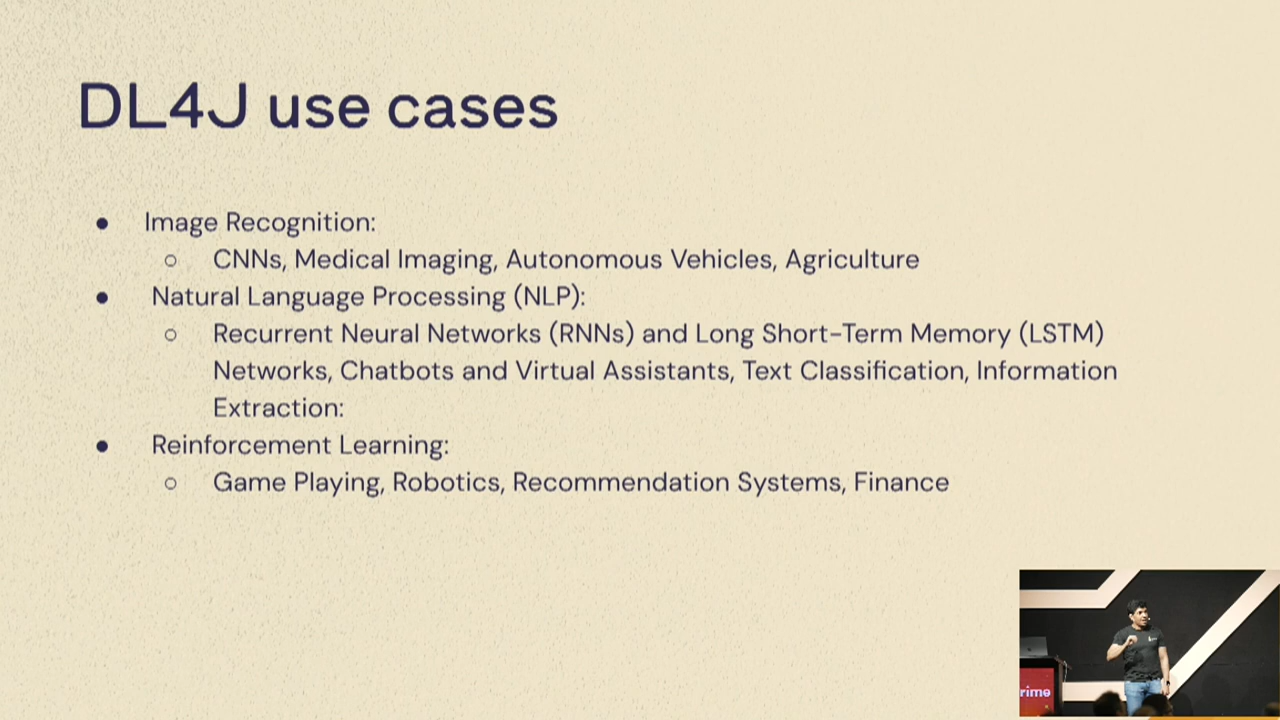 DL4J use cases
● Image Recognition:
○ CNNs, Medical Imaging, Autonomous Vehicles, Agriculture
● Natural Language Processing (NLP):
○ Recurrent Neural Networks (RNNs) and Long Short-Term Memory (LSTM)
Networks, Chatbots and Virtual Assistants, Text Classification, Information
Extraction:
● Reinforcement Learning:
○ Game Playing, Robotics, Recommendation Systems, Finance
rime